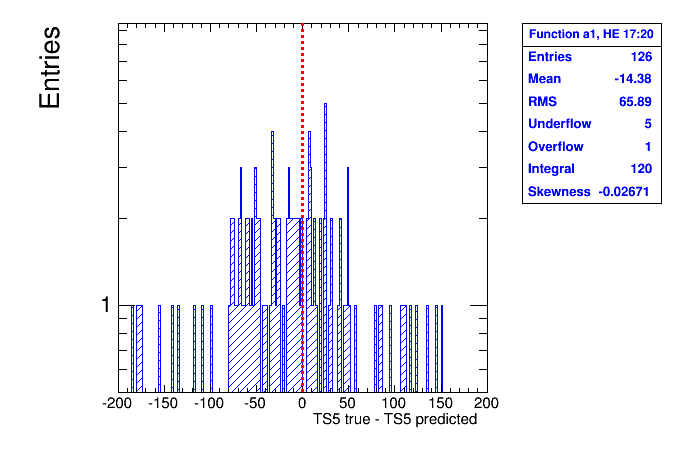 Entries
1
-200 -150 -100 -50 0 50 100 150 200
TS5 true - TS5 predicted
Function a1, HE 17:20
Entries 126
Mean -14.38
RMS 65.89
Underflow 5
Overflow 1
Integral 120
Skewness -0.02671